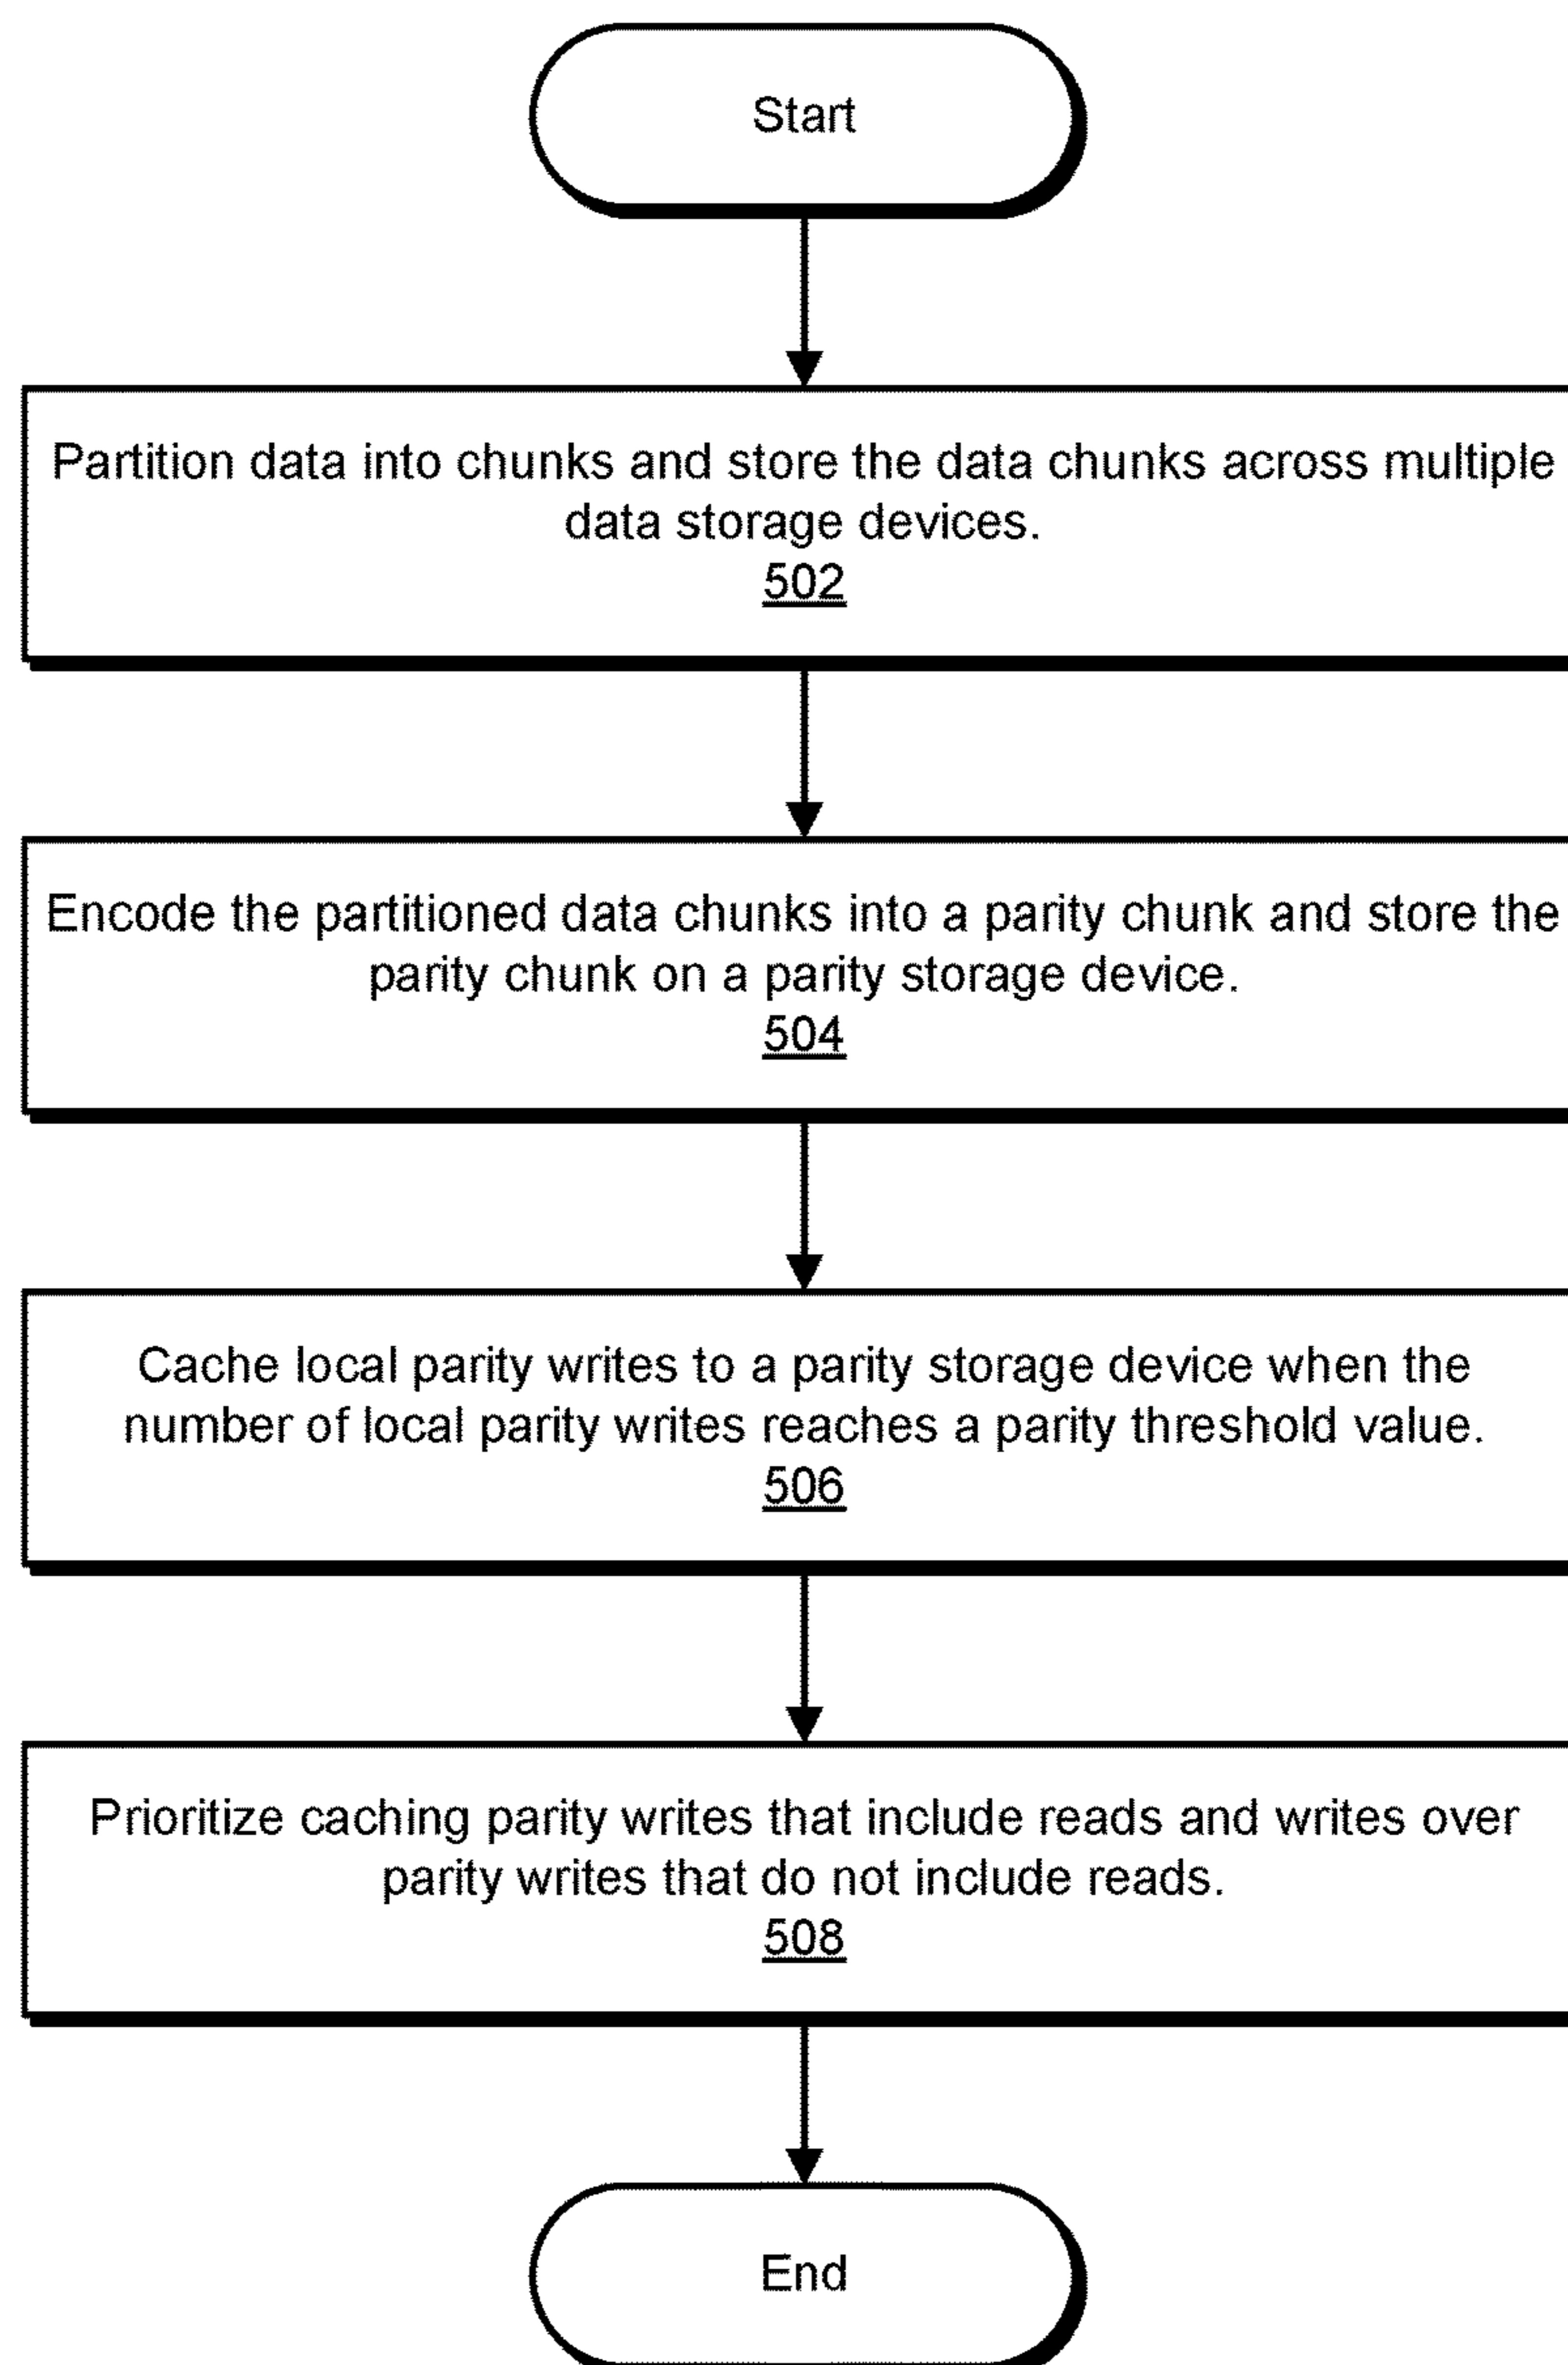 Start
Partition data into chunks and store the data chunks across multiple
data storage devices.
502
Encode the partitioned data chunks into a parity chunk and store the
parity chunk on a parity storage device.
504
Cache local parity writes to a parity storage device when the
number of local parity writes reaches a parity threshold value.
506
Prioritize caching parity writes that include reads and writes over
parity writes that do not include reads.
508
End